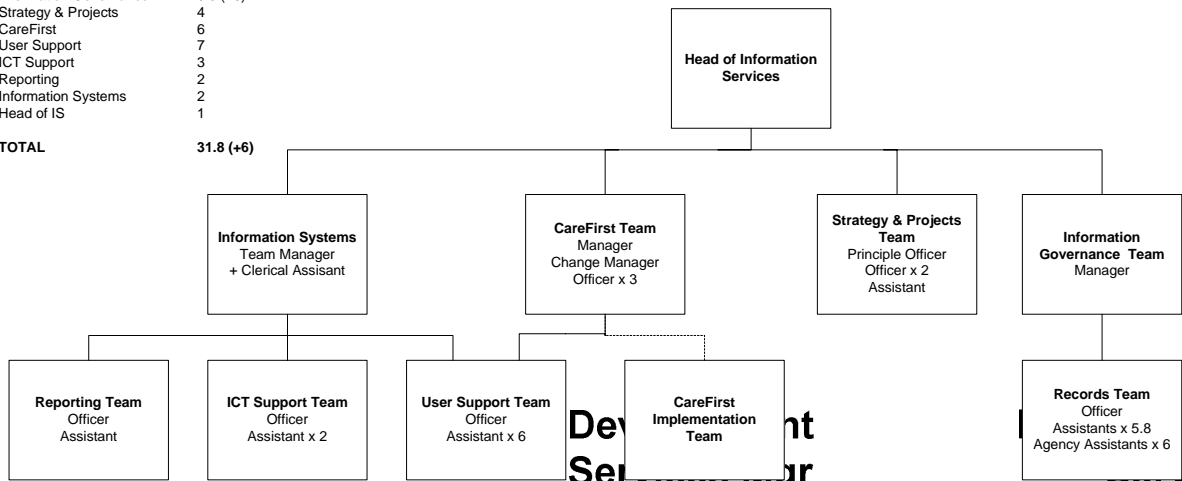 Strategy & Projects 4
CareFirst 6
User Support 7
ICT Support 3
Reporting 2
Information Systems 2
Head of IS 1
TOTAL 31.8 (+6)
Head of Information
Services
Information Systems
Team Manager
+ Clerical Assisant
CareFirst Team
Manager
Change Manager
Officer x 3
Strategy & Projects
Team
Principle Officer
Officer x 2
Assistant
Information
Governance Team
Manager
Reporting Team
Officer
Assistant
ICT Support Team
Officer
Assistant x 2
User Support Team
Officer
Assistant x 6
CareFirst
Implementation
Team
Records Team
Officer
Assistants x 5.8
Agency Assistants x 6